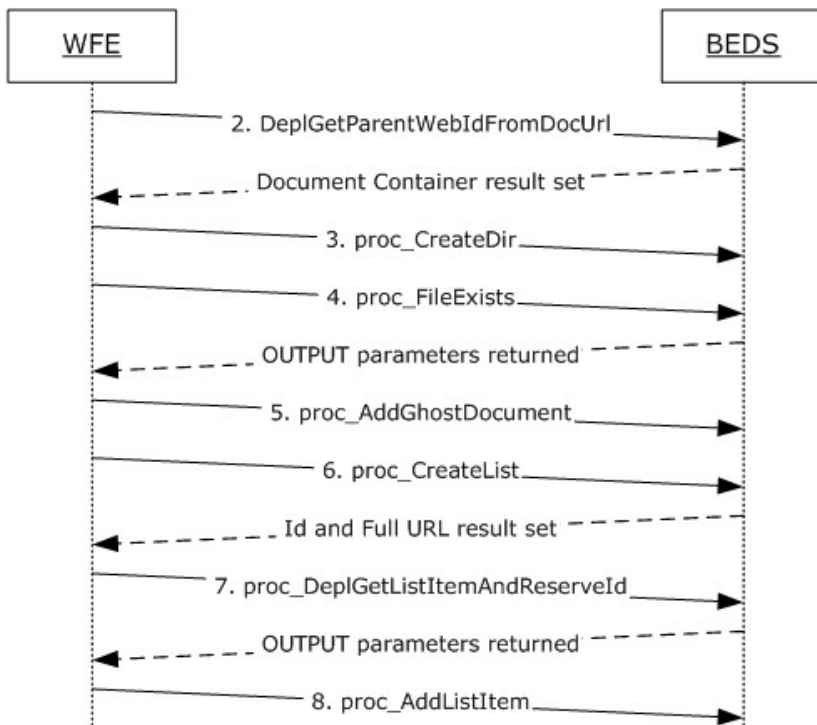 WFE
BEDS
2. DeplGetParentWebIdFromDocUrl
Document Container result set
3. proc_CreateDir
4. proc_FileExists
OUTPUT parameters returned
5. proc_AddGhostDocument
6. proc_CreateList
Id and Full URL result set
7. proc_DeplGetListItemAndReserveId
OUTPUT parameters returned
8. proc_AddListItem